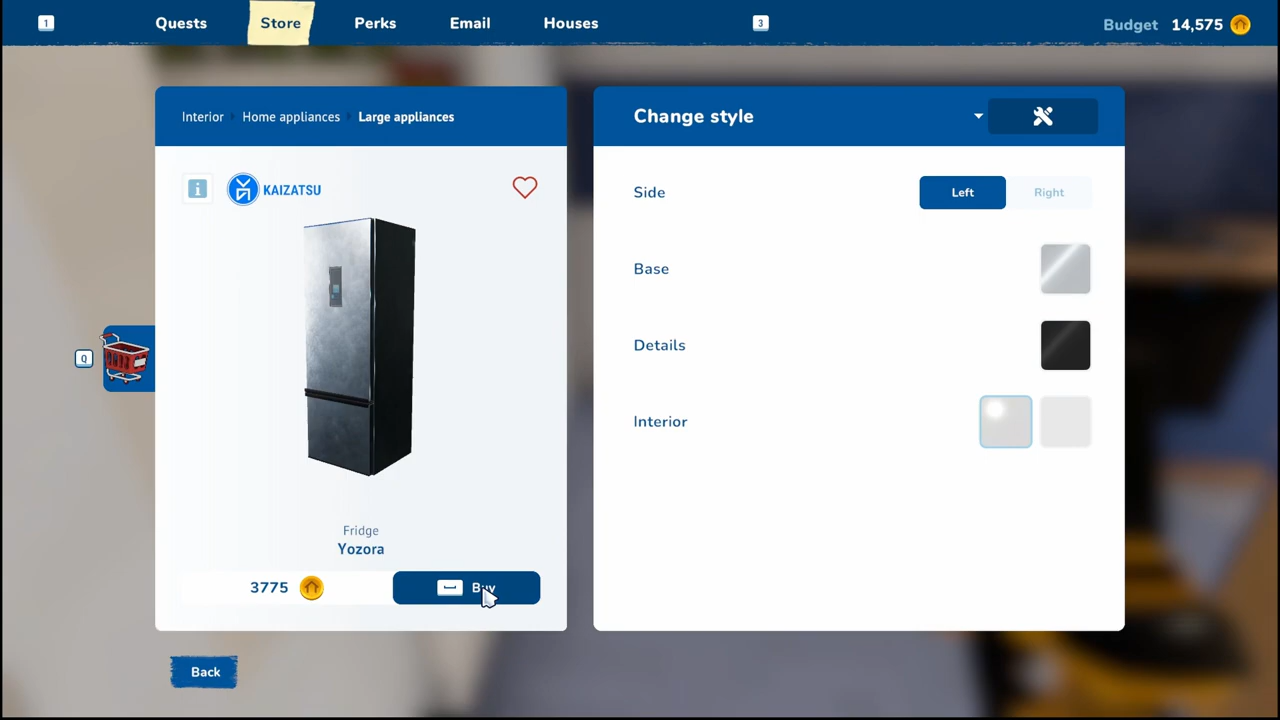 1
Quests
Store
Perks
Email
Houses
3
Budget 14,575
Interior
Home appliances
Large appliances
i
KAIZATSU
Fridge
Yozora
3775
Buy
Q
Back
Change style
Side
Left
Right
Base
Details
Interior